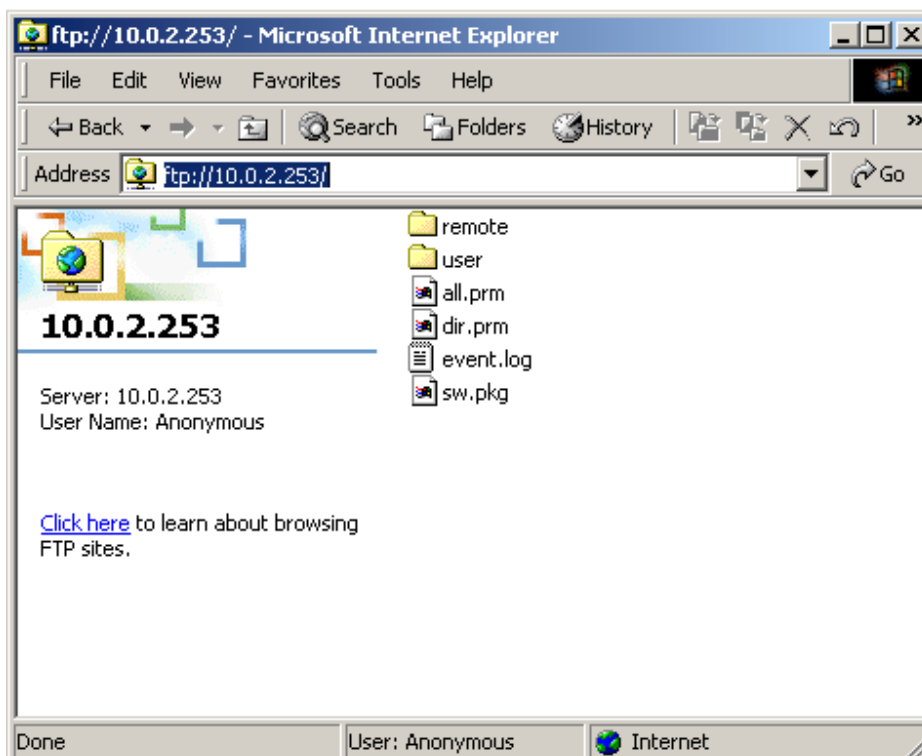 ftp://10.0.2.253/ - Microsoft Internet Explorer
File Edit View Favorites Tools Help
Back Search Folders History »
Address ftp://10.0.2.253/ Go
remote
user
all.prm
dir.prm
event.log
sw.pkg
10.0.2.253
Server: 10.0.2.253
User Name: Anonymous
Click here to learn about browsing
FTP sites.
Done User: Anonymous Internet